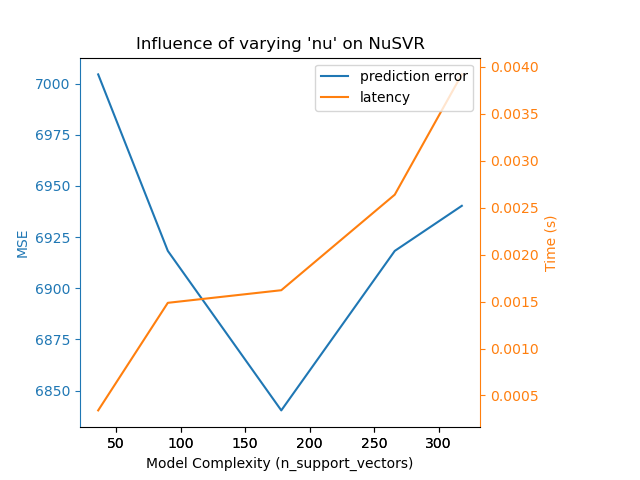 Influence of varying 'nu' on NuSVR
prediction error
latency
7000
6975
6950
6925
6900
6875
6850
MSE
0.0040
0.0035
0.0030
0.0025
0.0020
0.0015
0.0010
0.0005
Time (s)
50 100 150 200 250 300
Model Complexity (n_support_vectors)